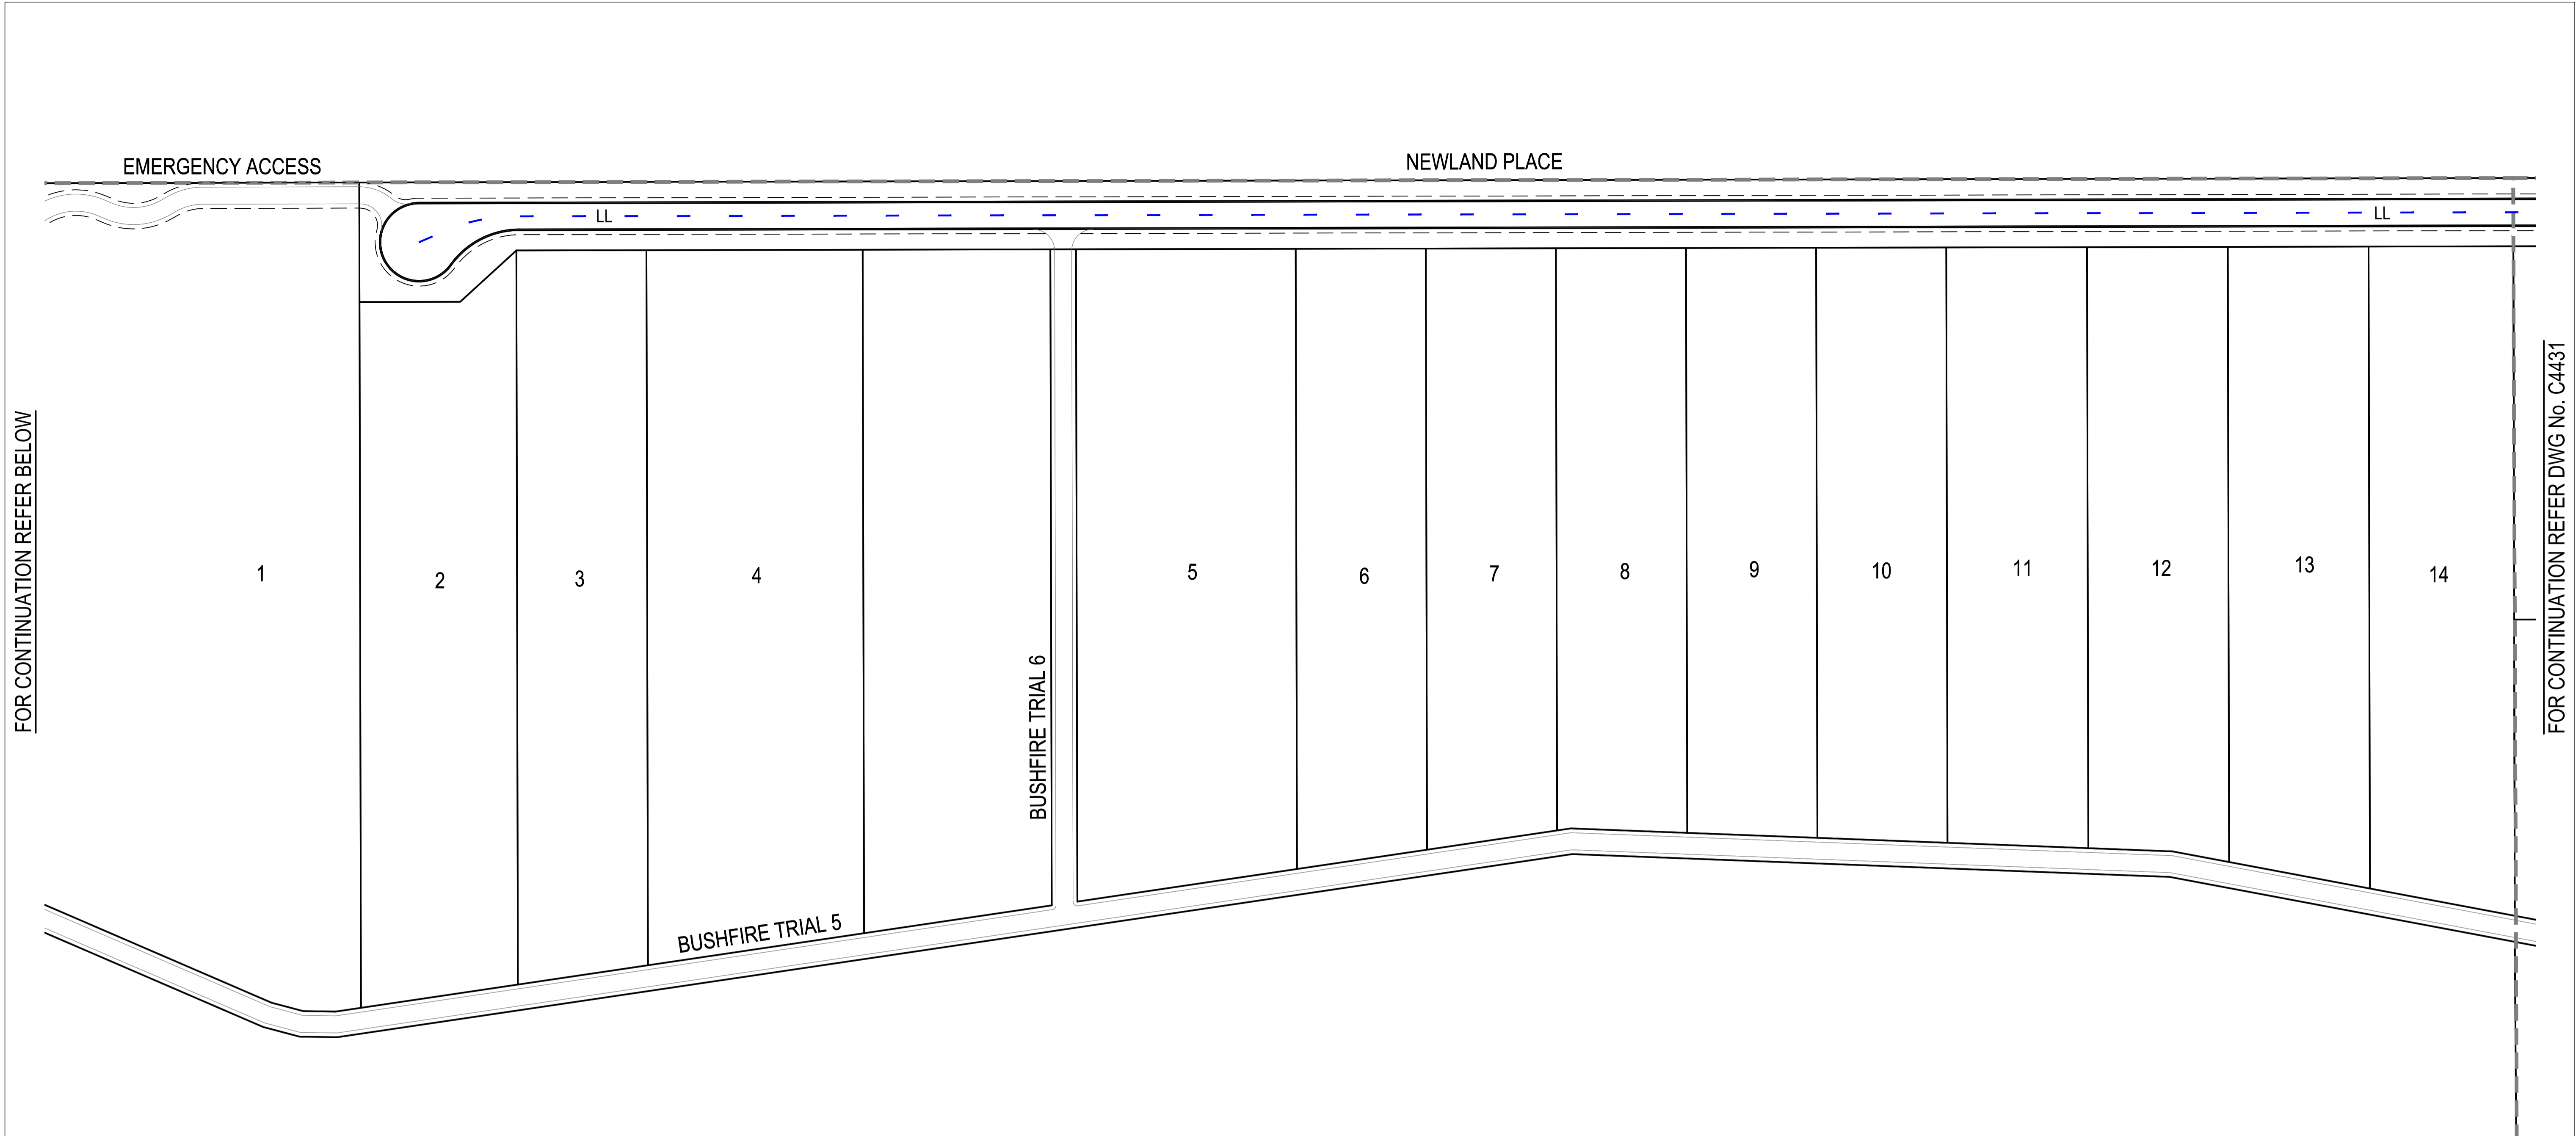 EMERGENCY ACCESS
NEWLAND PLACE
LL
LL
FOR CONTINUATION REFER BELOW
FOR CONTINUATION REFER DWG No. C4431
1
2
3
4
5
6
7
8
9
10
11
12
13
14
BUSHFIRE TRIAL 6
BUSHFIRE TRIAL 5